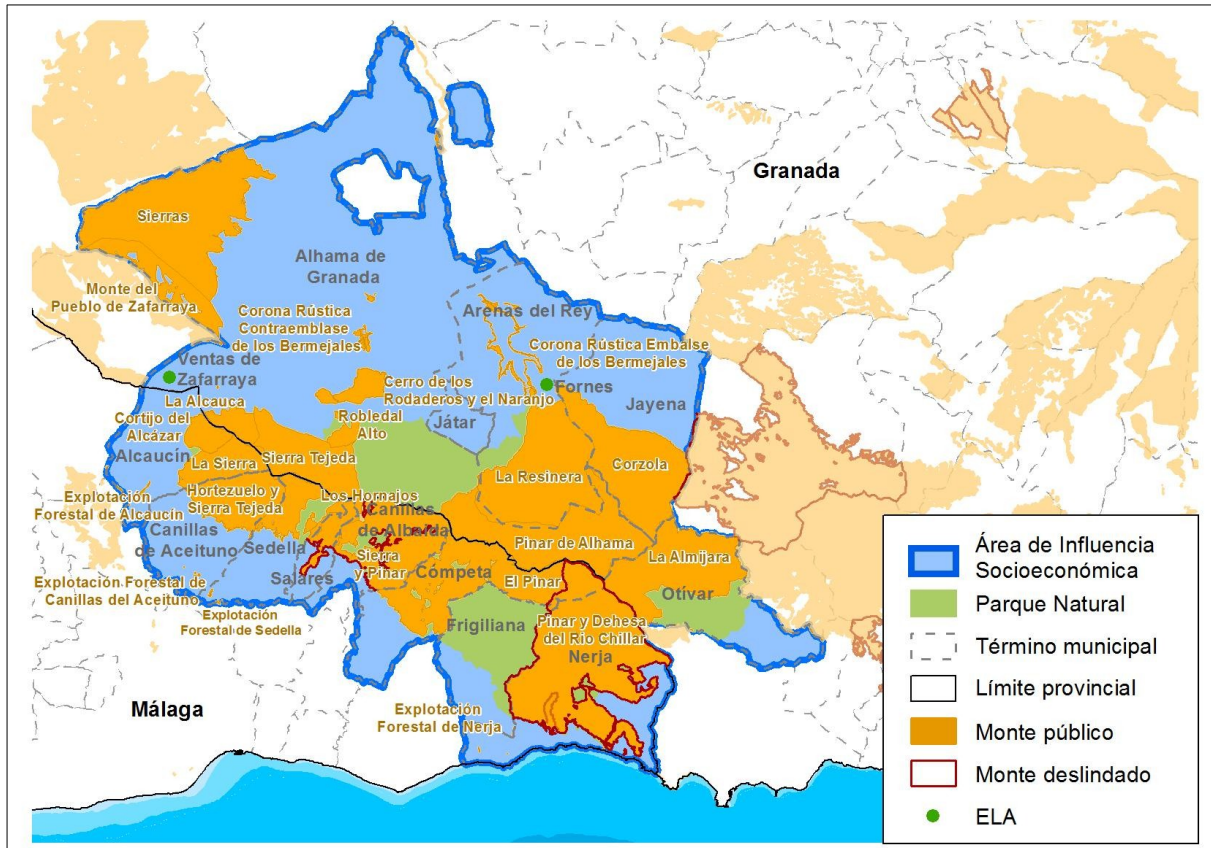 Granada
Sierras
Alhama de
Granada
Monte del
Pueblo de Zafarraya
Corona Rústica
Contraemblase
de los Bermejales
Arenas del Rey
Corona Rústica Embalse
de los Bermejales
Ventas de
Zafarraya
Cerro de los
Rodaderos y el Naranjo
Fornes
Jayena
La Alcauca
Cortijo del
Alcázar
Robledal
Alto
Játar
Alcaucín
La Sierra
Sierra Tejeda
La Resinera
Corzola
Explotación
Forestal de Alcaucín
Hortezuelo y
Sierra Tejeda
Los Hornajos
Canillas
de Albaida
Canillas
de Aceituno
Sedella
Sierra
y Pinar
Cómpeta
Pinar de Alhama
La Almijara
El Pinar
Otívar
Explotación Forestal de
Canillas del Aceituno
Salares
Explotación
Forestal de Sedella
Frigiliana
Pinar y Dehesa
del Río Chillar
Nerja
Málaga
Explotación
Forestal de Nerja
Área de Influencia
Socioeconómica
Parque Natural
Término municipal
Límite provincial
Monte público
Monte deslindado
ELA